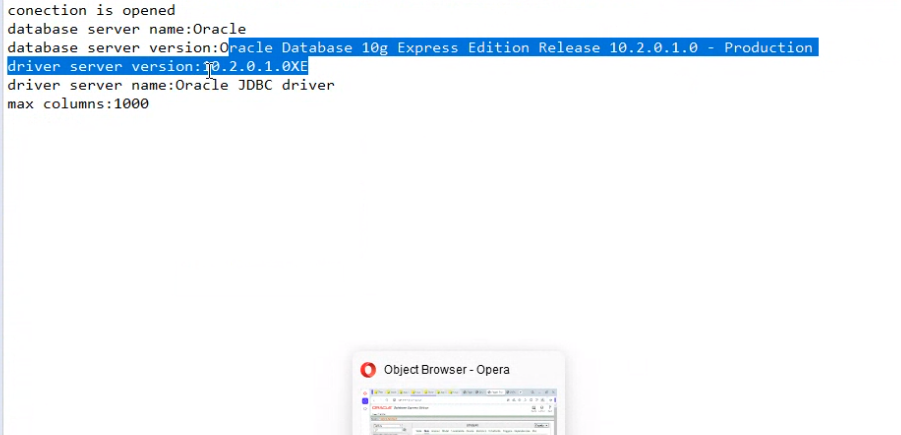 conection is opened
database server name:Oracle
database server version:Oracle Database 10g Express Edition Release 10.2.0.1.0 - Production
driver server version:10.2.0.1.0XE
driver server name:Oracle JDBC driver
max columns:1000
Object Browser - Opera